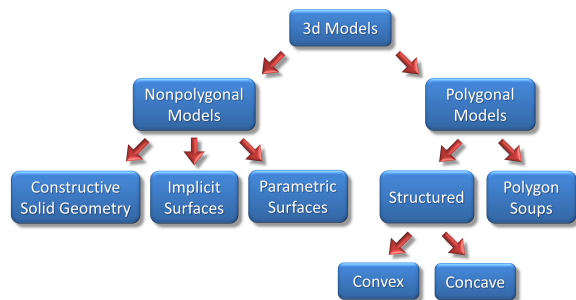 3d Models
Nonpolygonal
Models
Polygonal
Models
Constructive
Solid Geometry
Implicit
Surfaces
Parametric
Surfaces
Structured
Polygon
Soups
Convex
Concave